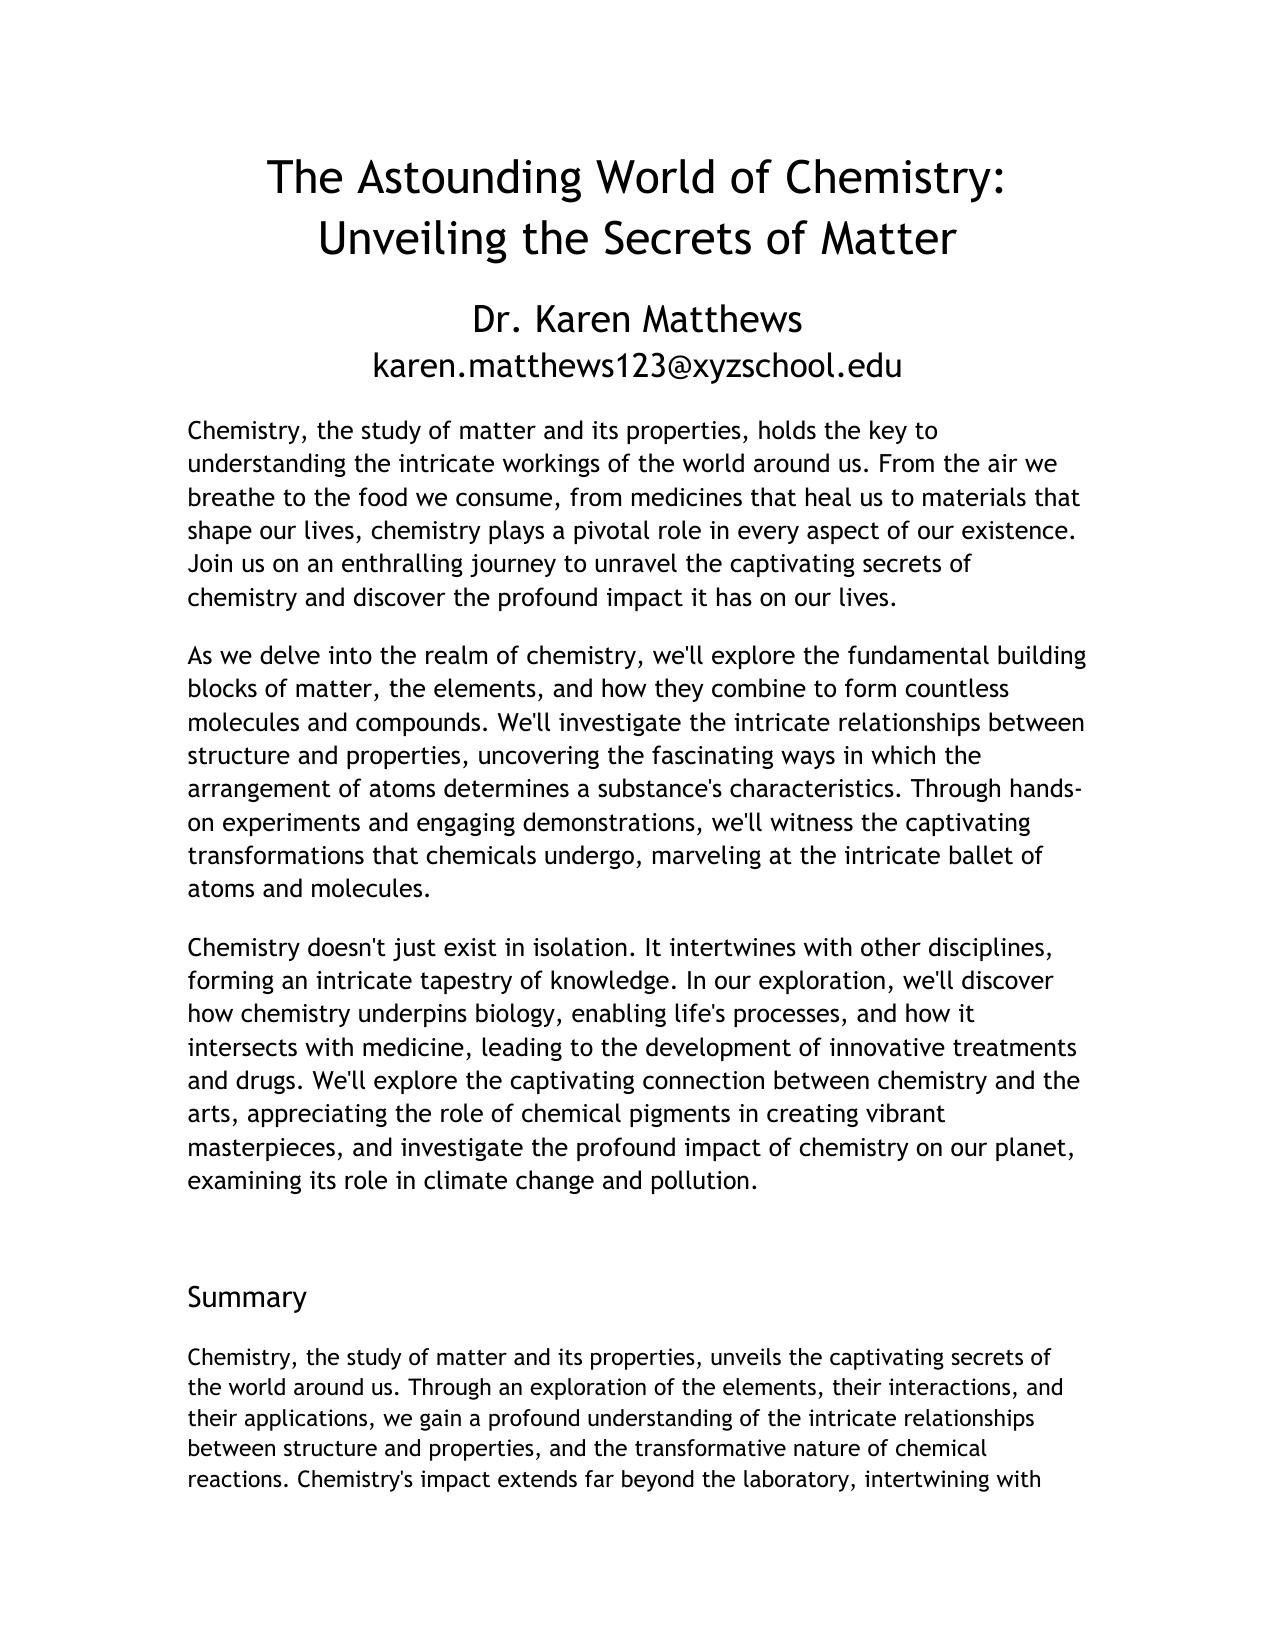 The Astounding World of Chemistry:
Unveiling the Secrets of Matter
Dr. Karen Matthews
karen.matthews123@xyzschool.edu
Chemistry, the study of matter and its properties, holds the key to
understanding the intricate workings of the world around us. From the air we
breathe to the food we consume, from medicines that heal us to materials that
shape our lives, chemistry plays a pivotal role in every aspect of our existence.
Join us on an enthralling journey to unravel the captivating secrets of
chemistry and discover the profound impact it has on our lives.
As we delve into the realm of chemistry, we'll explore the fundamental building
blocks of matter, the elements, and how they combine to form countless
molecules and compounds. We'll investigate the intricate relationships between
structure and properties, uncovering the fascinating ways in which the
arrangement of atoms determines a substance's characteristics. Through hands-
on experiments and engaging demonstrations, we'll witness the captivating
transformations that chemicals undergo, marveling at the intricate ballet of
atoms and molecules.
Chemistry doesn't just exist in isolation. It intertwines with other disciplines,
forming an intricate tapestry of knowledge. In our exploration, we'll discover
how chemistry underpins biology, enabling life's processes, and how it
intersects with medicine, leading to the development of innovative treatments
and drugs. We'll explore the captivating connection between chemistry and the
arts, appreciating the role of chemical pigments in creating vibrant
masterpieces, and investigate the profound impact of chemistry on our planet,
examining its role in climate change and pollution.
Summary
Chemistry, the study of matter and its properties, unveils the captivating secrets of
the world around us. Through an exploration of the elements, their interactions, and
their applications, we gain a profound understanding of the intricate relationships
between structure and properties, and the transformative nature of chemical
reactions. Chemistry's impact extends far beyond the laboratory, intertwining with